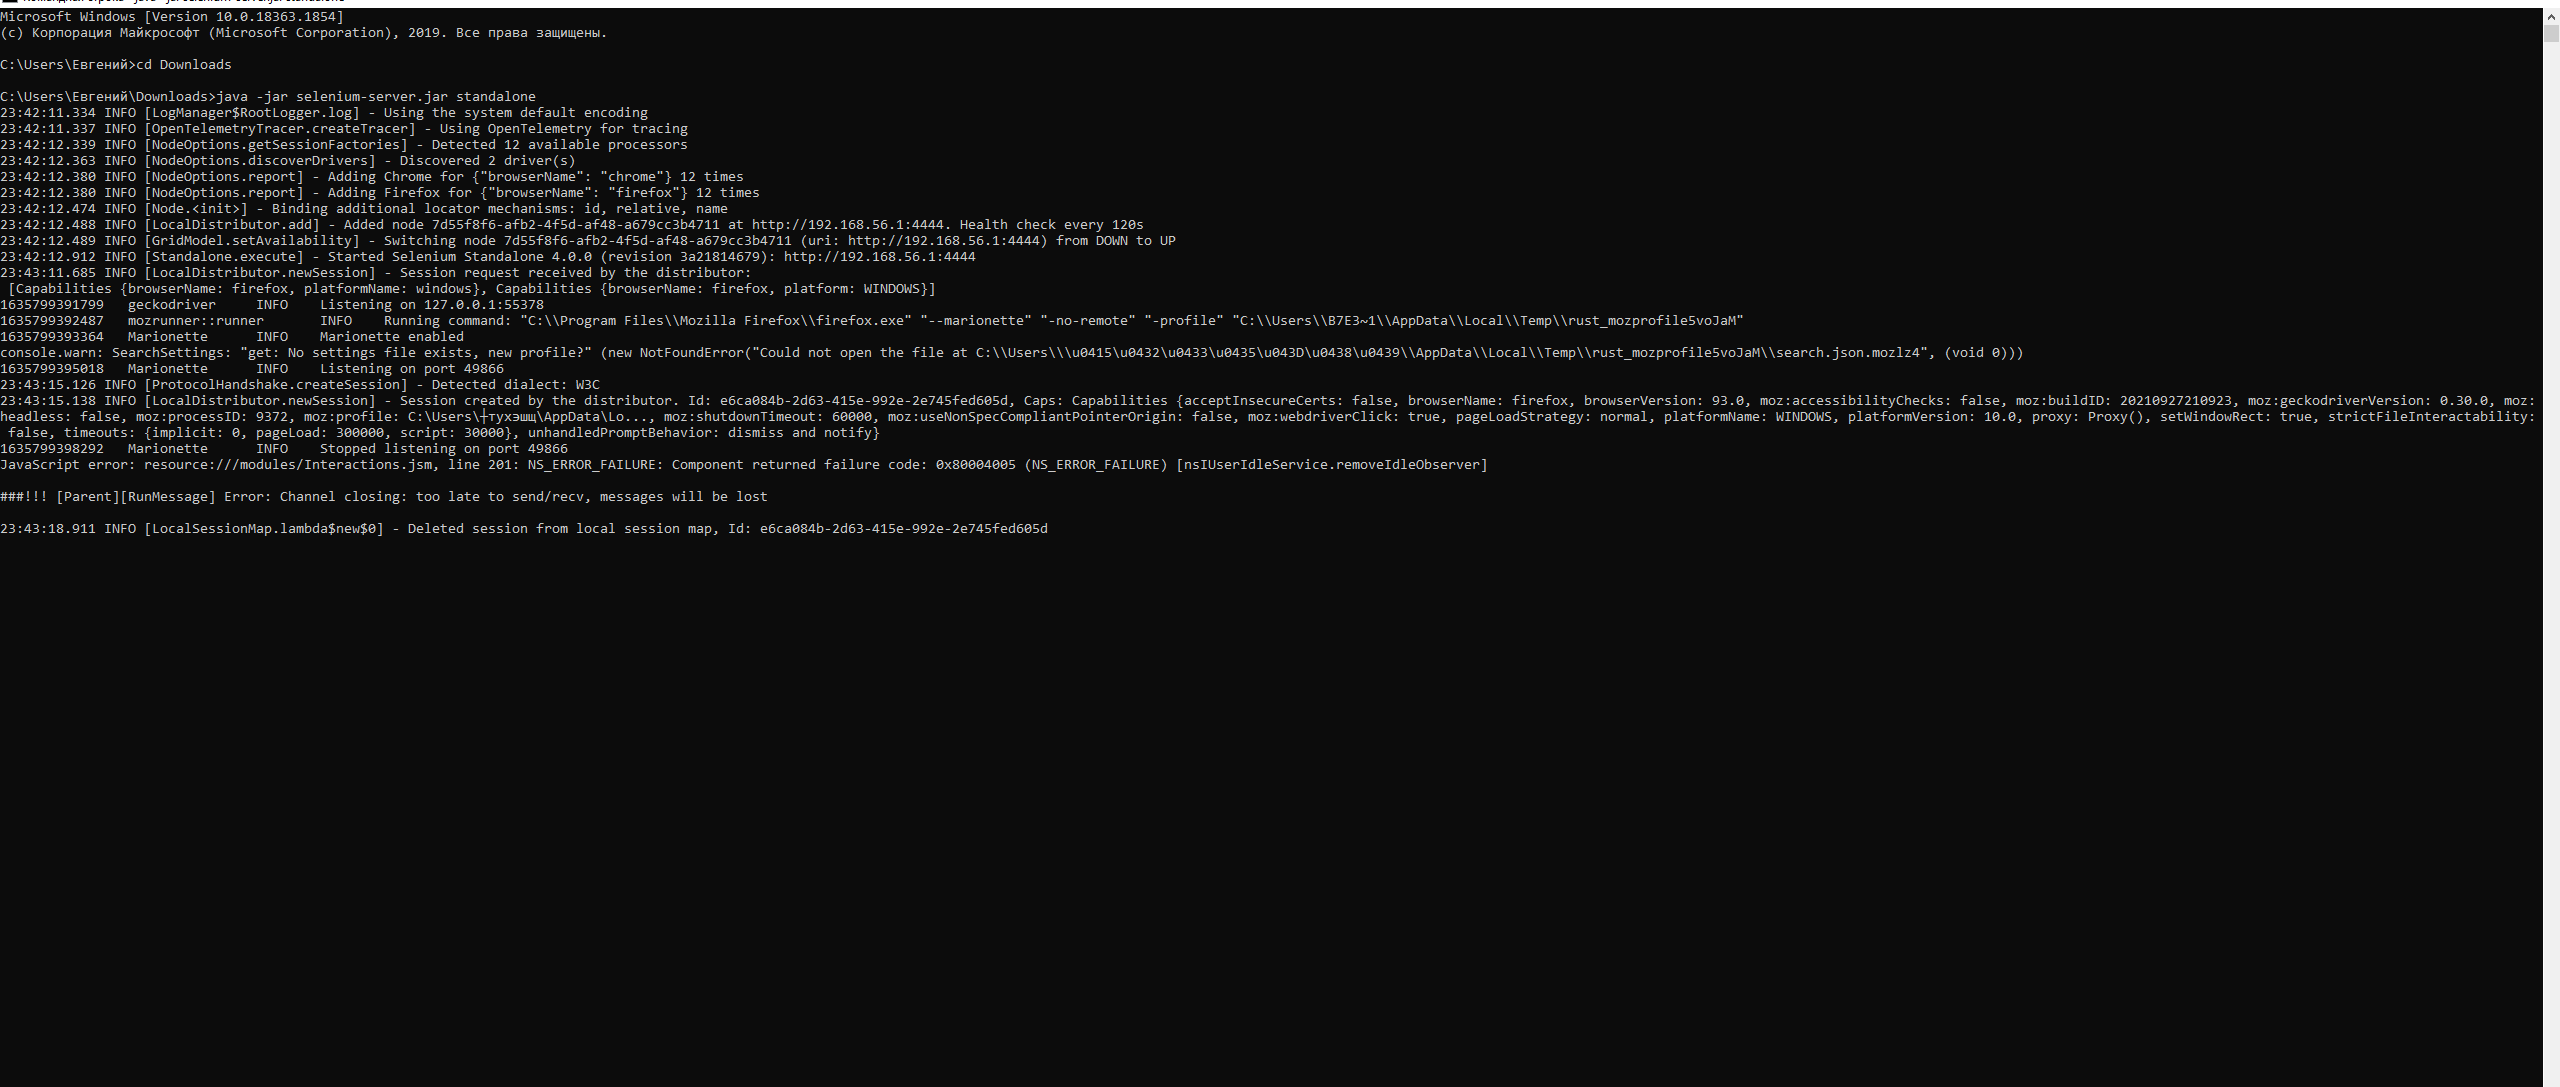 Microsoft Windows [Version 10.0.18363.1854]
(c) Корпорация Майкрософт (Microsoft Corporation), 2019. Все права защищены.
C:\Users\Евгений>cd Downloads
C:\Users\Евгений\Downloads>java -jar selenium-server.jar standalone
23:42:11.334 INFO [LogManager$RootLogger.log] - Using the system default encoding
23:42:11.337 INFO [OpenTelemetryTracer.createTracer] - Using OpenTelemetry for tracing
23:42:12.339 INFO [NodeOptions.getSessionFactories] - Detected 12 available processors
23:42:12.363 INFO [NodeOptions.discoverDrivers] - Discovered 2 driver(s)
23:42:12.380 INFO [NodeOptions.report] - Adding Chrome for {"browserName": "chrome"} 12 times
23:42:12.380 INFO [NodeOptions.report] - Adding Firefox for {"browserName": "firefox"} 12 times
23:42:12.474 INFO [Node.<init>] - Binding additional locator mechanisms: id, relative, name
23:42:12.488 INFO [LocalDistributor.add] - Added node 7d55f8f6-afb2-4f5d-af48-a679cc3b4711 at http://192.168.56.1:4444. Health check every 120s
23:42:12.489 INFO [GridModel.setAvailability] - Switching node 7d55f8f6-afb2-4f5d-af48-a679cc3b4711 (uri: http://192.168.56.1:4444) from DOWN to UP
23:42:12.912 INFO [Standalone.execute] - Started Selenium Standalone 4.0.0 (revision 3a21814679): http://192.168.56.1:4444
23:43:11.685 INFO [LocalDistributor.newSession] - Session request received by the distributor:
[Capabilities {browserName: firefox, platformName: windows}, Capabilities {browserName: firefox, platform: WINDOWS}]
1635799391799 geckodriver INFO Listening on 127.0.0.1:55378
1635799392487 mozrunner::runner INFO Running command: "C:\\Program Files\\Mozilla Firefox\\firefox.exe" "--marionette" "-no-remote" "-profile" "C:\\Users\\B7E3~1\\AppData\\Local\\Temp\\rust_mozprofile5voJaM"
1635799393364 Marionette INFO Marionette enabled
console.warn: SearchSettings: "get: No settings file exists, new profile?" (new NotFoundError("Could not open the file at C:\\Users\\\u0415\u0432\u0433\u0435\u043D\u0438\u0439\\AppData\\Local\\Temp\\rust_mozprofile5voJaM\\search.json.mozlz4", (void 0)))
1635799395018 Marionette INFO Listening on port 49866
23:43:15.126 INFO [ProtocolHandshake.createSession] - Detected dialect: W3C
23:43:15.138 INFO [LocalDistributor.newSession] - Session created by the distributor. Id: e6ca084b-2d63-415e-992e-2e745fed605d, Caps: Capabilities {acceptInsecureCerts: false, browserName: firefox, browserVersion: 93.0, moz:accessibilityChecks: false, moz:buildID: 20210927210923, moz:geckodriverVersion: 0.30.0, moz:
headless: false, moz:processID: 9372, moz:profile: C:\Users\┼тухэшщ\AppData\Lo..., moz:shutdownTimeout: 60000, moz:useNonSpecCompliantPointerOrigin: false, moz:webdriverClick: true, pageLoadStrategy: normal, platformName: WINDOWS, platformVersion: 10.0, proxy: Proxy(), setWindowRect: true, strictFileInteractability:
false, timeouts: {implicit: 0, pageLoad: 300000, script: 30000}, unhandledPromptBehavior: dismiss and notify}
1635799398292 Marionette INFO Stopped listening on port 49866
JavaScript error: resource:///modules/Interactions.jsm, line 201: NS_ERROR_FAILURE: Component returned failure code: 0x80004005 (NS_ERROR_FAILURE) [nsIUserIdleService.removeIdleObserver]
###!!! [Parent][RunMessage] Error: Channel closing: too late to send/recv, messages will be lost
23:43:18.911 INFO [LocalSessionMap.lambda$new$0] - Deleted session from local session map, Id: e6ca084b-2d63-415e-992e-2e745fed605d